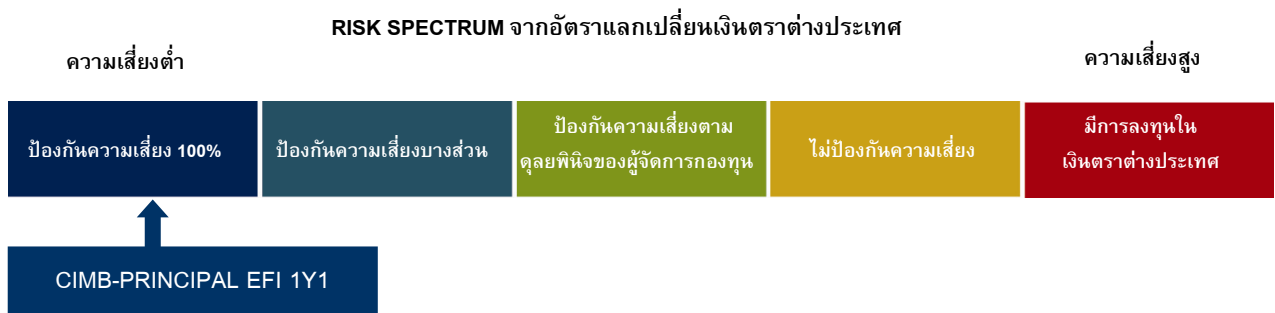 RISK SPECTRUM จากอัตราแลกเปลี่ยนเงินตราต่างประเทศ
ความเสี่ยงต่ำ
ความเสี่ยงสูง
ป้องกันความเสี่ยง 100%
ป้องกันความเสี่ยงบางส่วน
ป้องกันความเสี่ยงตาม
ดุลยพินิจของผู้จัดการกองทุน
ไม่ป้องกันความเสี่ยง
มีการลงทุนใน
เงินตราต่างประเทศ
CIMB-PRINCIPAL EFI 1Y1